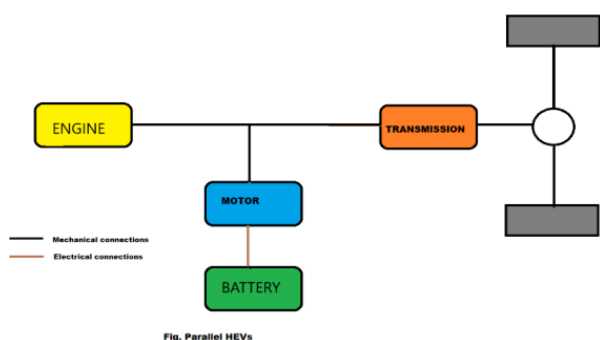 ENGINE
TRANSMISSION
MOTOR
Mechanical connections
Electrical connections
BATTERY
Fig. Parallel HEVs